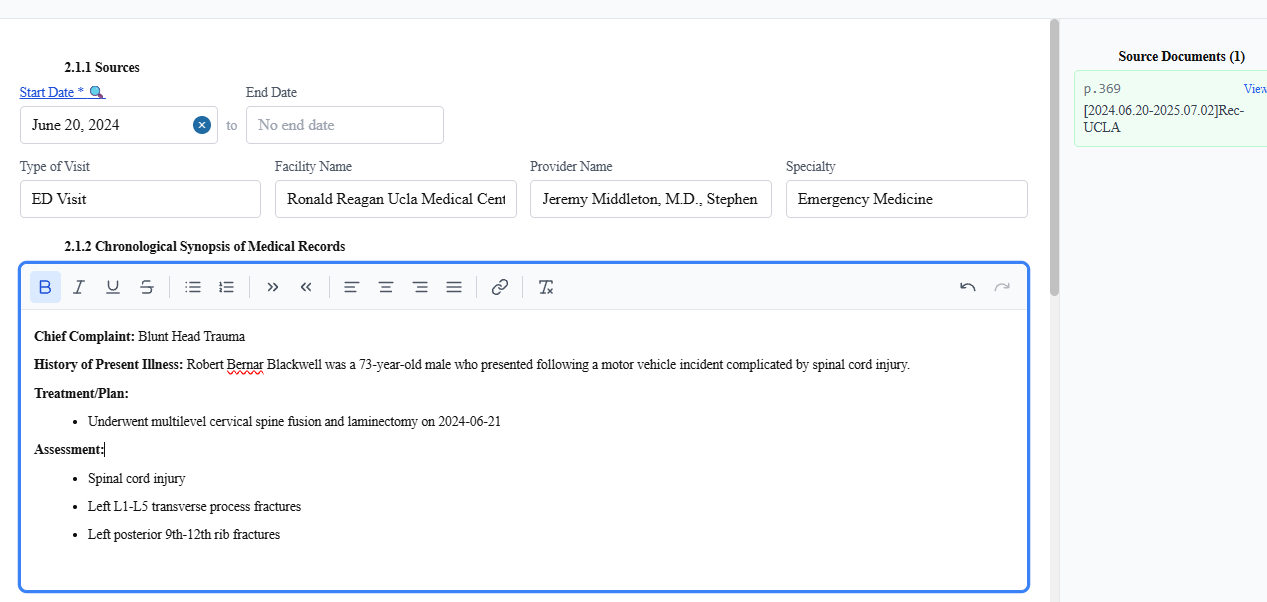 2.1.1 Sources
Start Date *
End Date
June 20, 2024
to
No end date
Type of Visit
Facility Name
Provider Name
Specialty
ED Visit
Ronald Reagan Ucla Medical Cent
Jeremy Middleton, M.D., Stephen
Emergency Medicine
2.1.2 Chronological Synopsis of Medical Records
Chief Complaint: Blunt Head Trauma
History of Present Illness: Robert Bernar Blackwell was a 73-year-old male who presented following a motor vehicle incident complicated by spinal cord injury.
Treatment/Plan:
• Underwent multilevel cervical spine fusion and laminectomy on 2024-06-21
Assessment:
• Spinal cord injury
• Left L1-L5 transverse process fractures
• Left posterior 9th-12th rib fractures
Source Documents (1)
p.369
View
[2024.06.20-2025.07.02]Rec-
UCLA